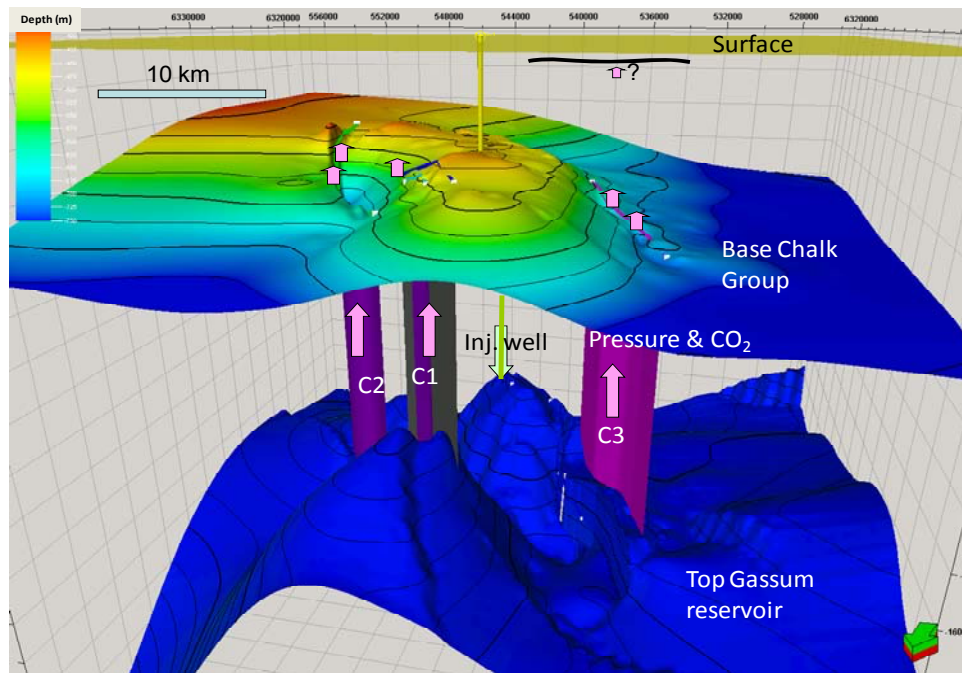 Depth (m)
6330000
6320000
556000
552000
548000
544000
540000
536000
532000
528000
6320000
Surface
?
10 km
Base Chalk
Group
Inj. well
Pressure & CO₂
C2
C1
C3
Top Gassum
reservoir
-160